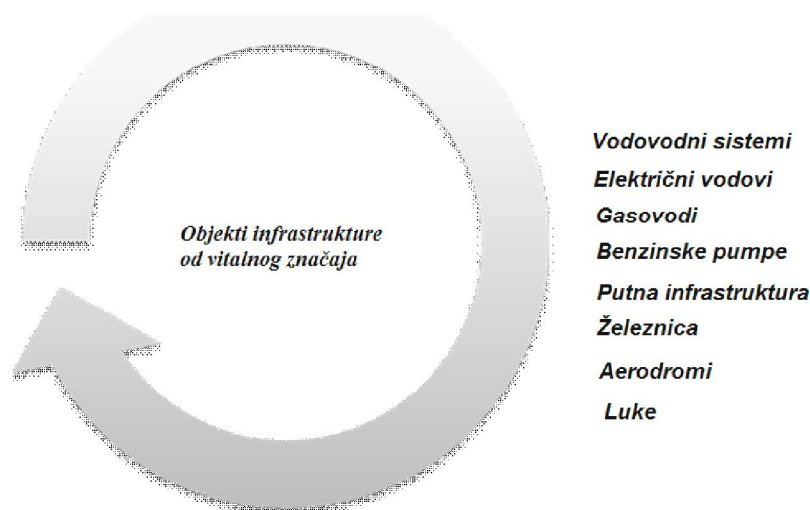 Objekti infrastrukture
od vitalnog značaja
Vodovodni sistemi
Električni vodovi
Gasovodi
Benzinske pumpe
Putna infrastruktura
Železnica
Aerodromi
Luke